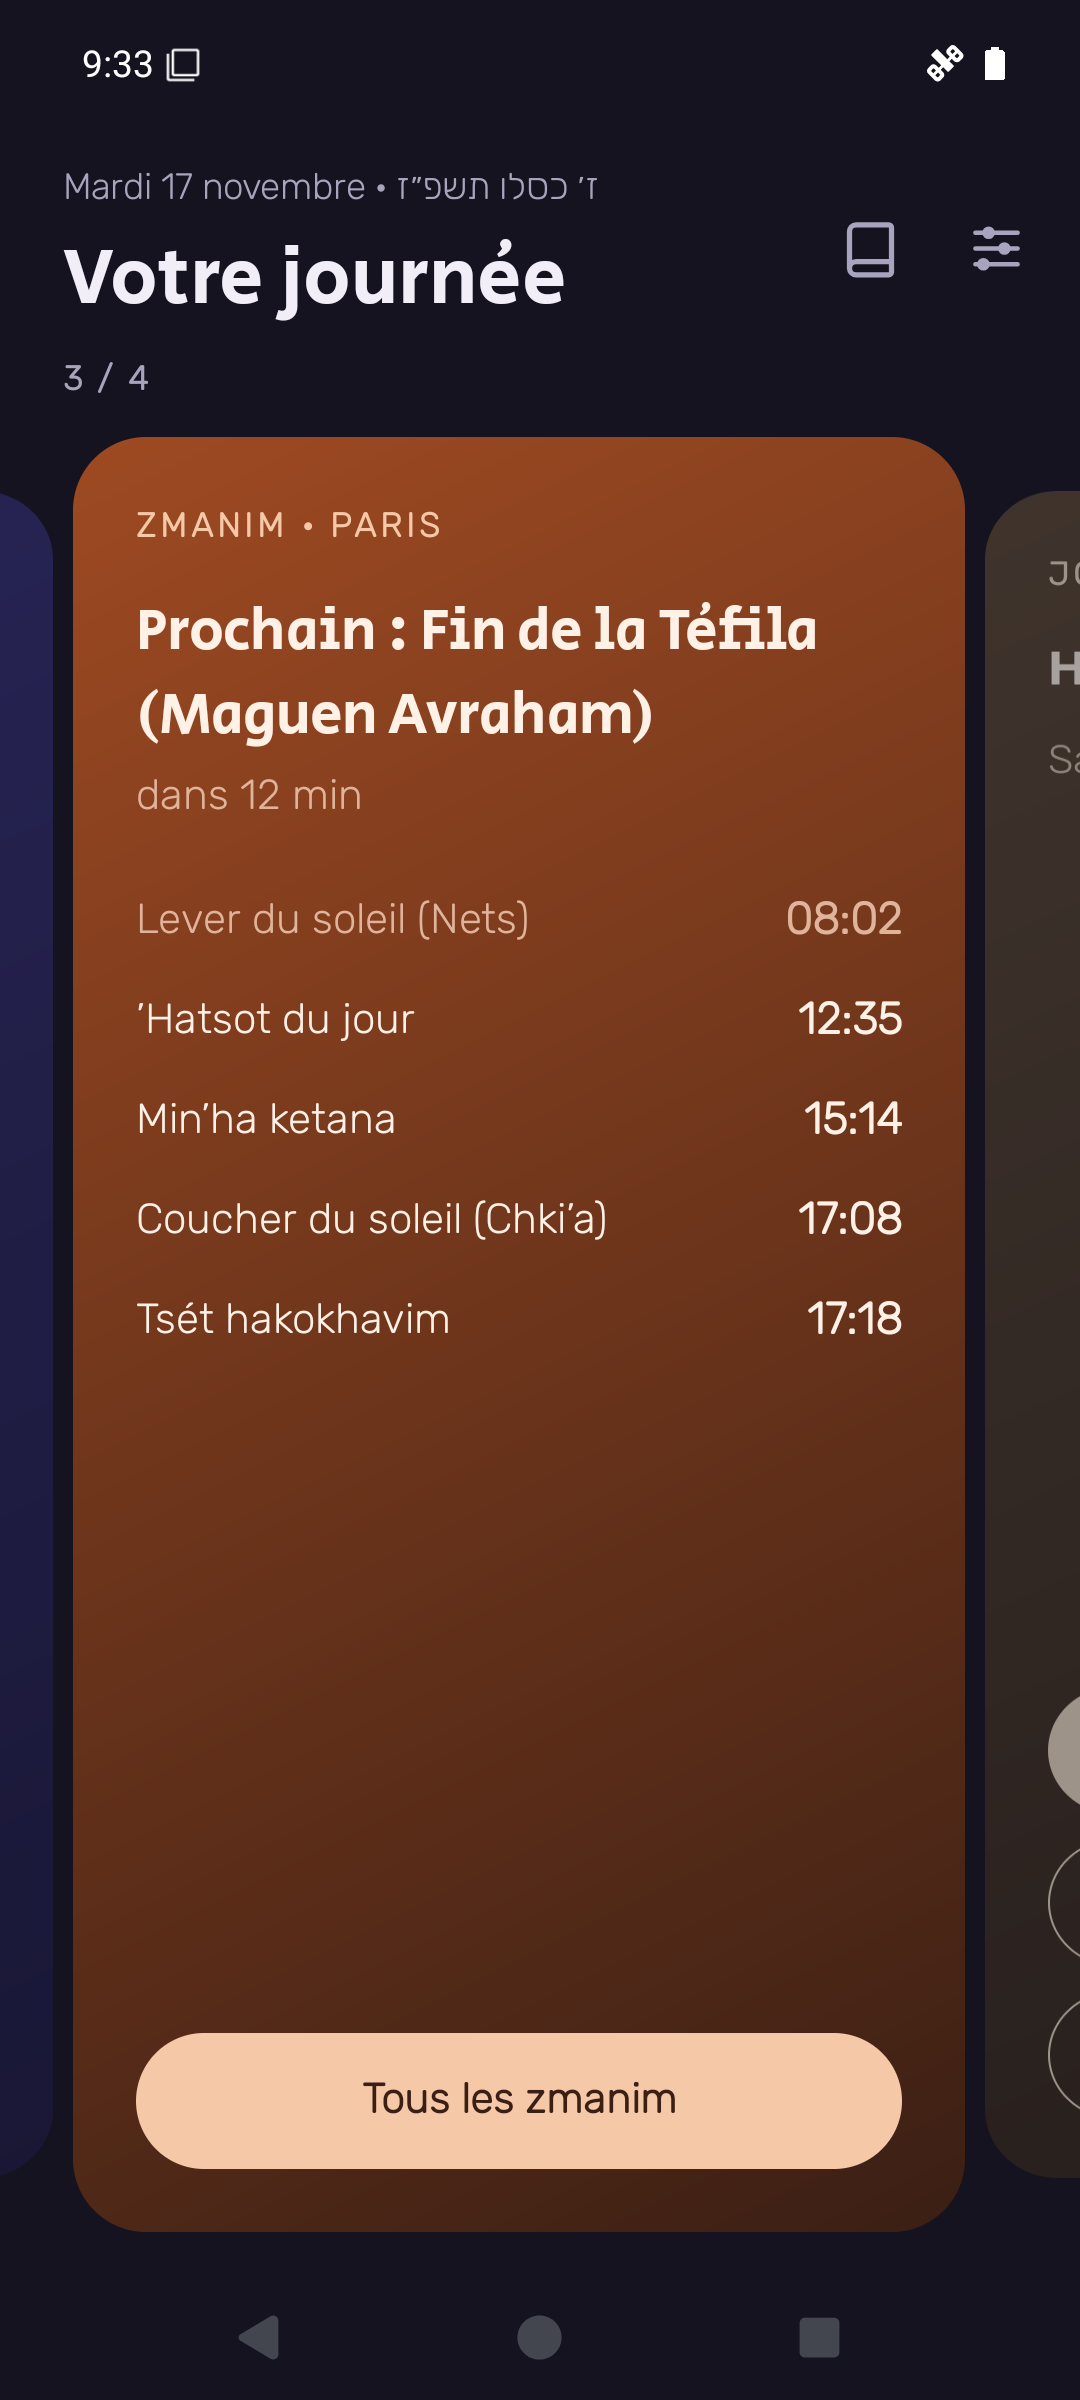 9:33
Mardi 17 novembre • ז׳ כסלו תשפ״ז
Votre journée
3 / 4
ZMANIM • PARIS
Prochain : Fin de la Téfila
(Maguen Avraham)
dans 12 min
Lever du soleil (Nets) 08:02
’Hatsot du jour 12:35
Min’ha ketana 15:14
Coucher du soleil (Chki’a) 17:08
Tsét hakokhavim 17:18
Tous les zmanim